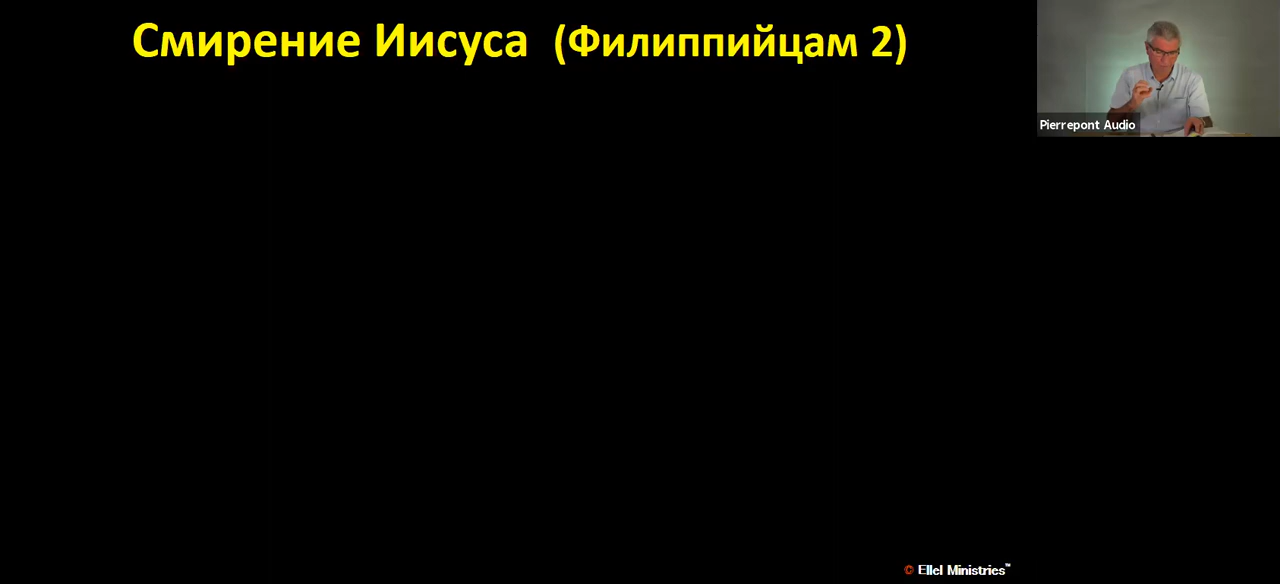 Смирение Иисуса (Филиппийцам 2)
Pierrepont Audio
© Ellel Ministries™